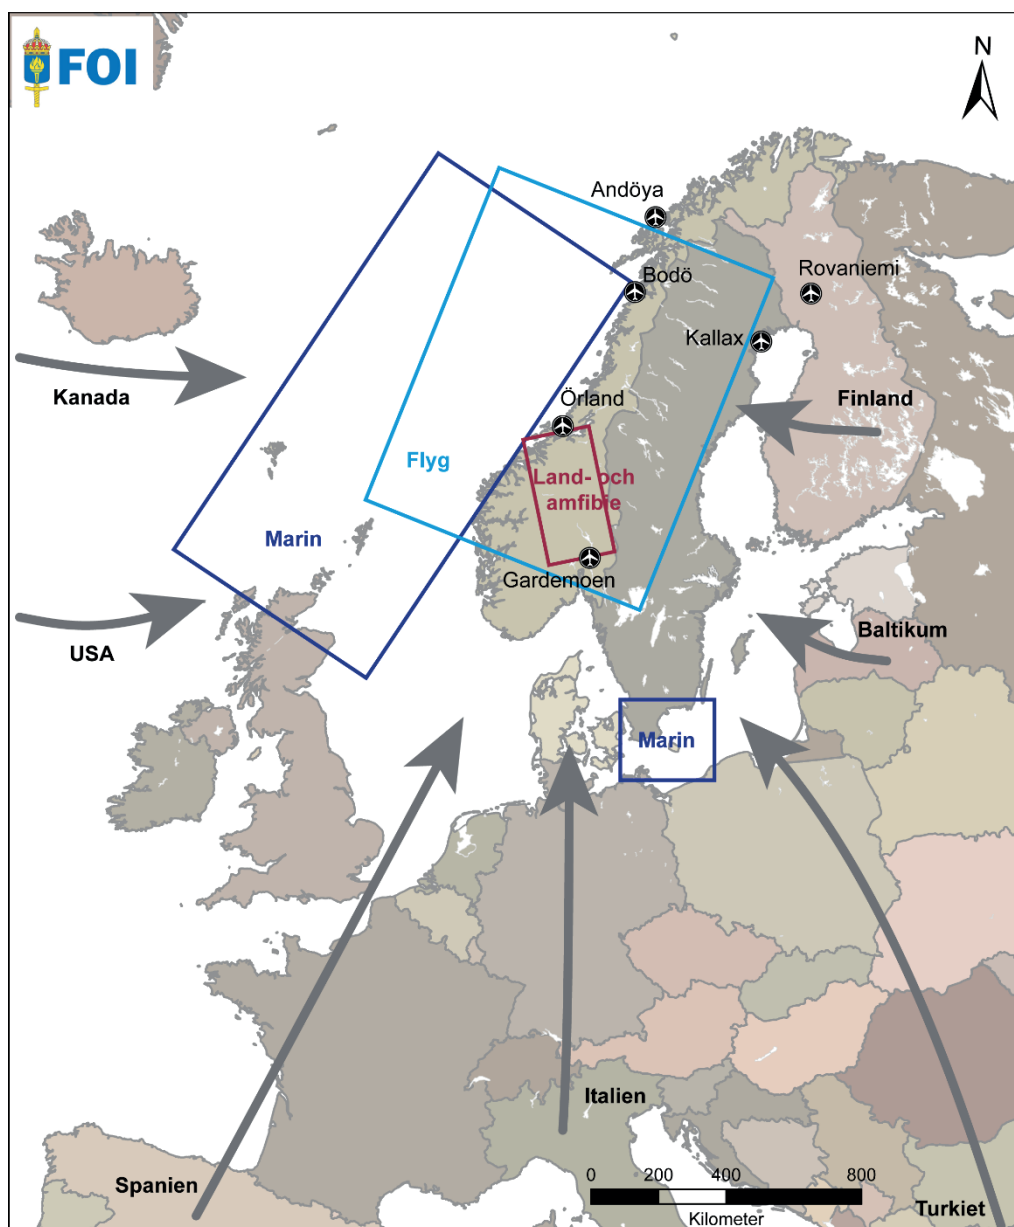 FOI
N
Andöya
Bodö
Rovaniemi
Kallax
Kanada
Örland
Finland
Flyg
Land- och
amfibie
Marin
Gardemoen
USA
Baltikum
Marin
Italien
Spanien
0 200 400 800
Kilometer
Turkiet